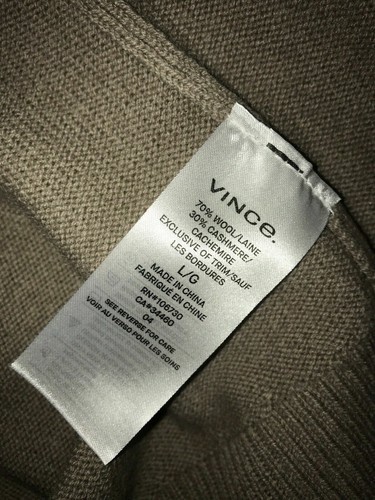 VINCe.
70% WOOL/LAINE
30% CASHMERE/
CACHEMIRE
EXCLUSIVE OF TRIM/SAUF
LES BORDURES
L/G
MADE IN CHINA
FABRIQUÉ EN CHINE
RN#106730
CA#34460
04
SEE REVERSE FOR CARE
VOIR AU VERSO POUR LES SOINS